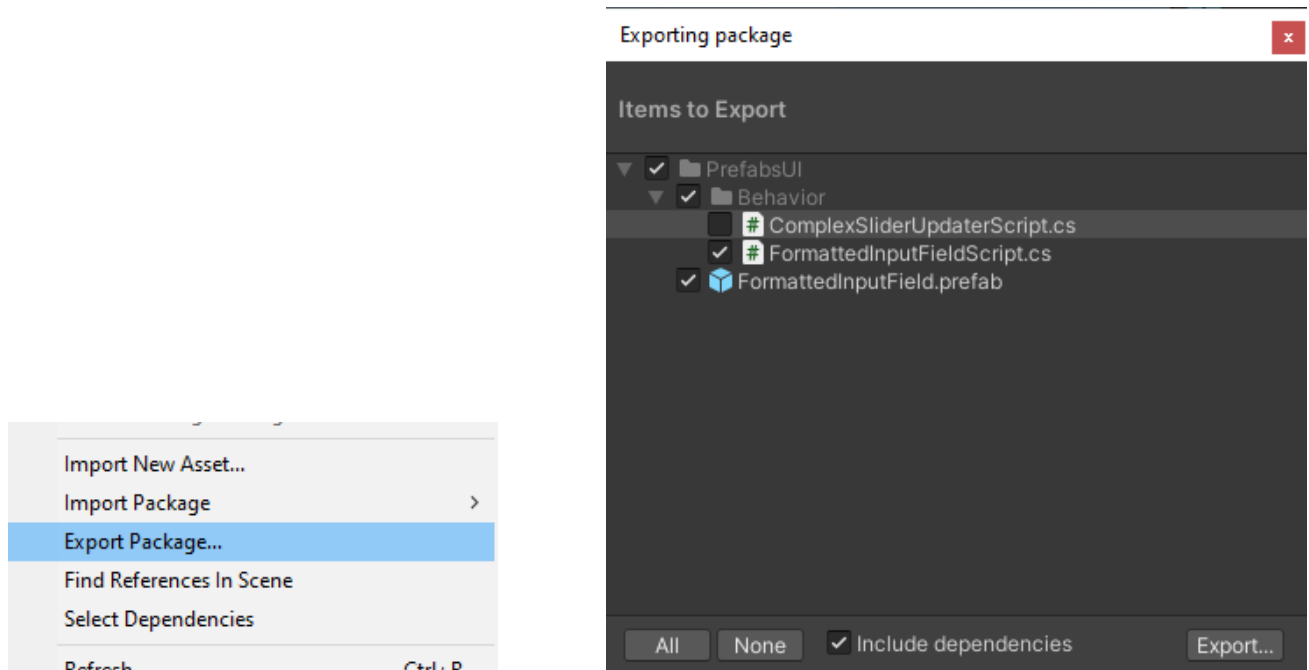 Exporting package
x
Items to Export
PrefabsUI
Behavior
# ComplexSliderUpdaterScript.cs
# FormattedInputFieldScript.cs
FormattedInputField.prefab
All None Include dependencies Export...
Import New Asset...
Import Package >
Export Package...
Find References In Scene
Select Dependencies